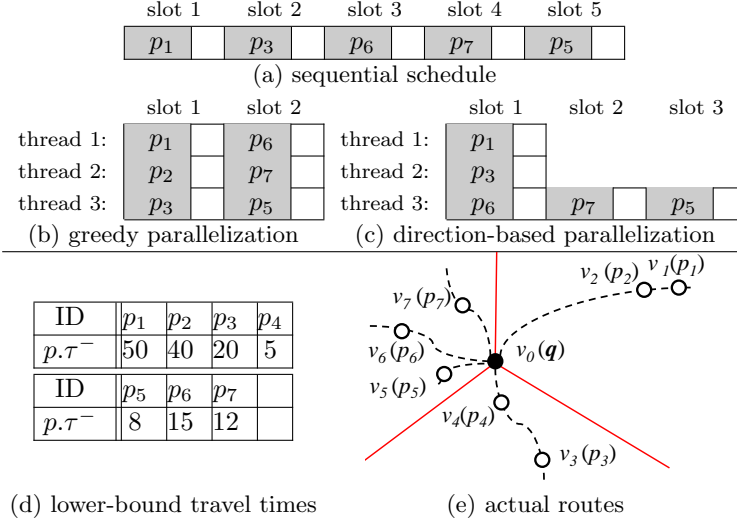 slot 1 slot 2 slot 3 slot 4 slot 5
p1 p3 p6 p7 p5
(a) sequential schedule
slot 1 slot 2
thread 1: p1 p6
thread 2: p2 p7
thread 3: p3 p5
(b) greedy parallelization
slot 1 slot 2 slot 3
thread 1: p1
thread 2: p3
thread 3: p6 p7 p5
(c) direction-based parallelization
ID p1 p2 p3 p4
p.τ− 50 40 20 5
ID p5 p6 p7
p.τ− 8 15 12
(d) lower-bound travel times
v2(p2) v1(p1)
v7(p7)
v6(p6) v0(q)
v5(p5)
v4(p4)
v3(p3)
(e) actual routes